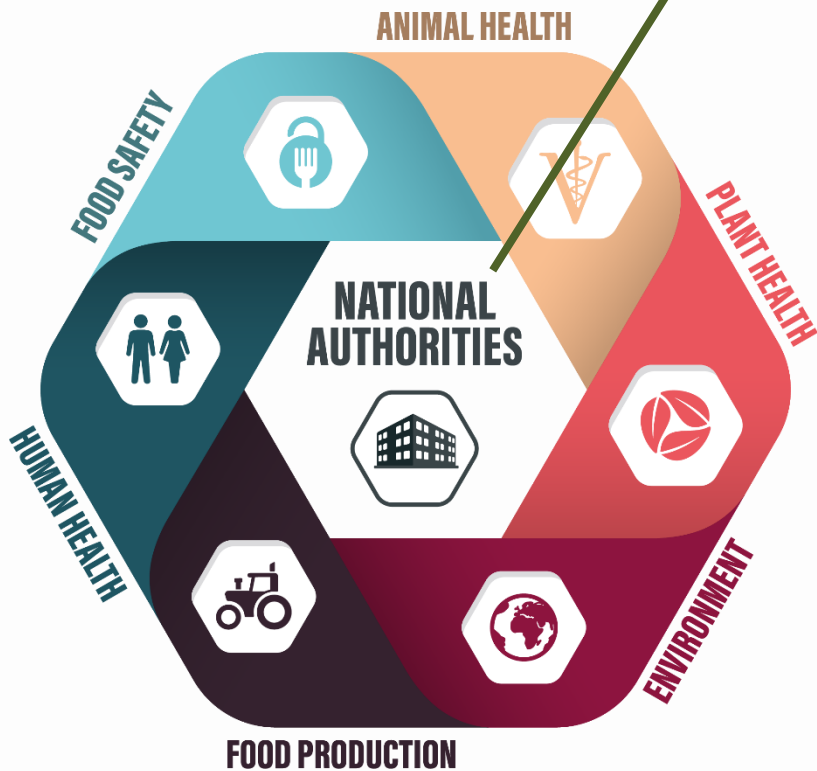 ANIMAL HEALTH
FOOD SAFETY
PLANT HEALTH
NATIONAL
AUTHORITIES
HUMAN HEALTH
ENVIRONMENT
FOOD PRODUCTION